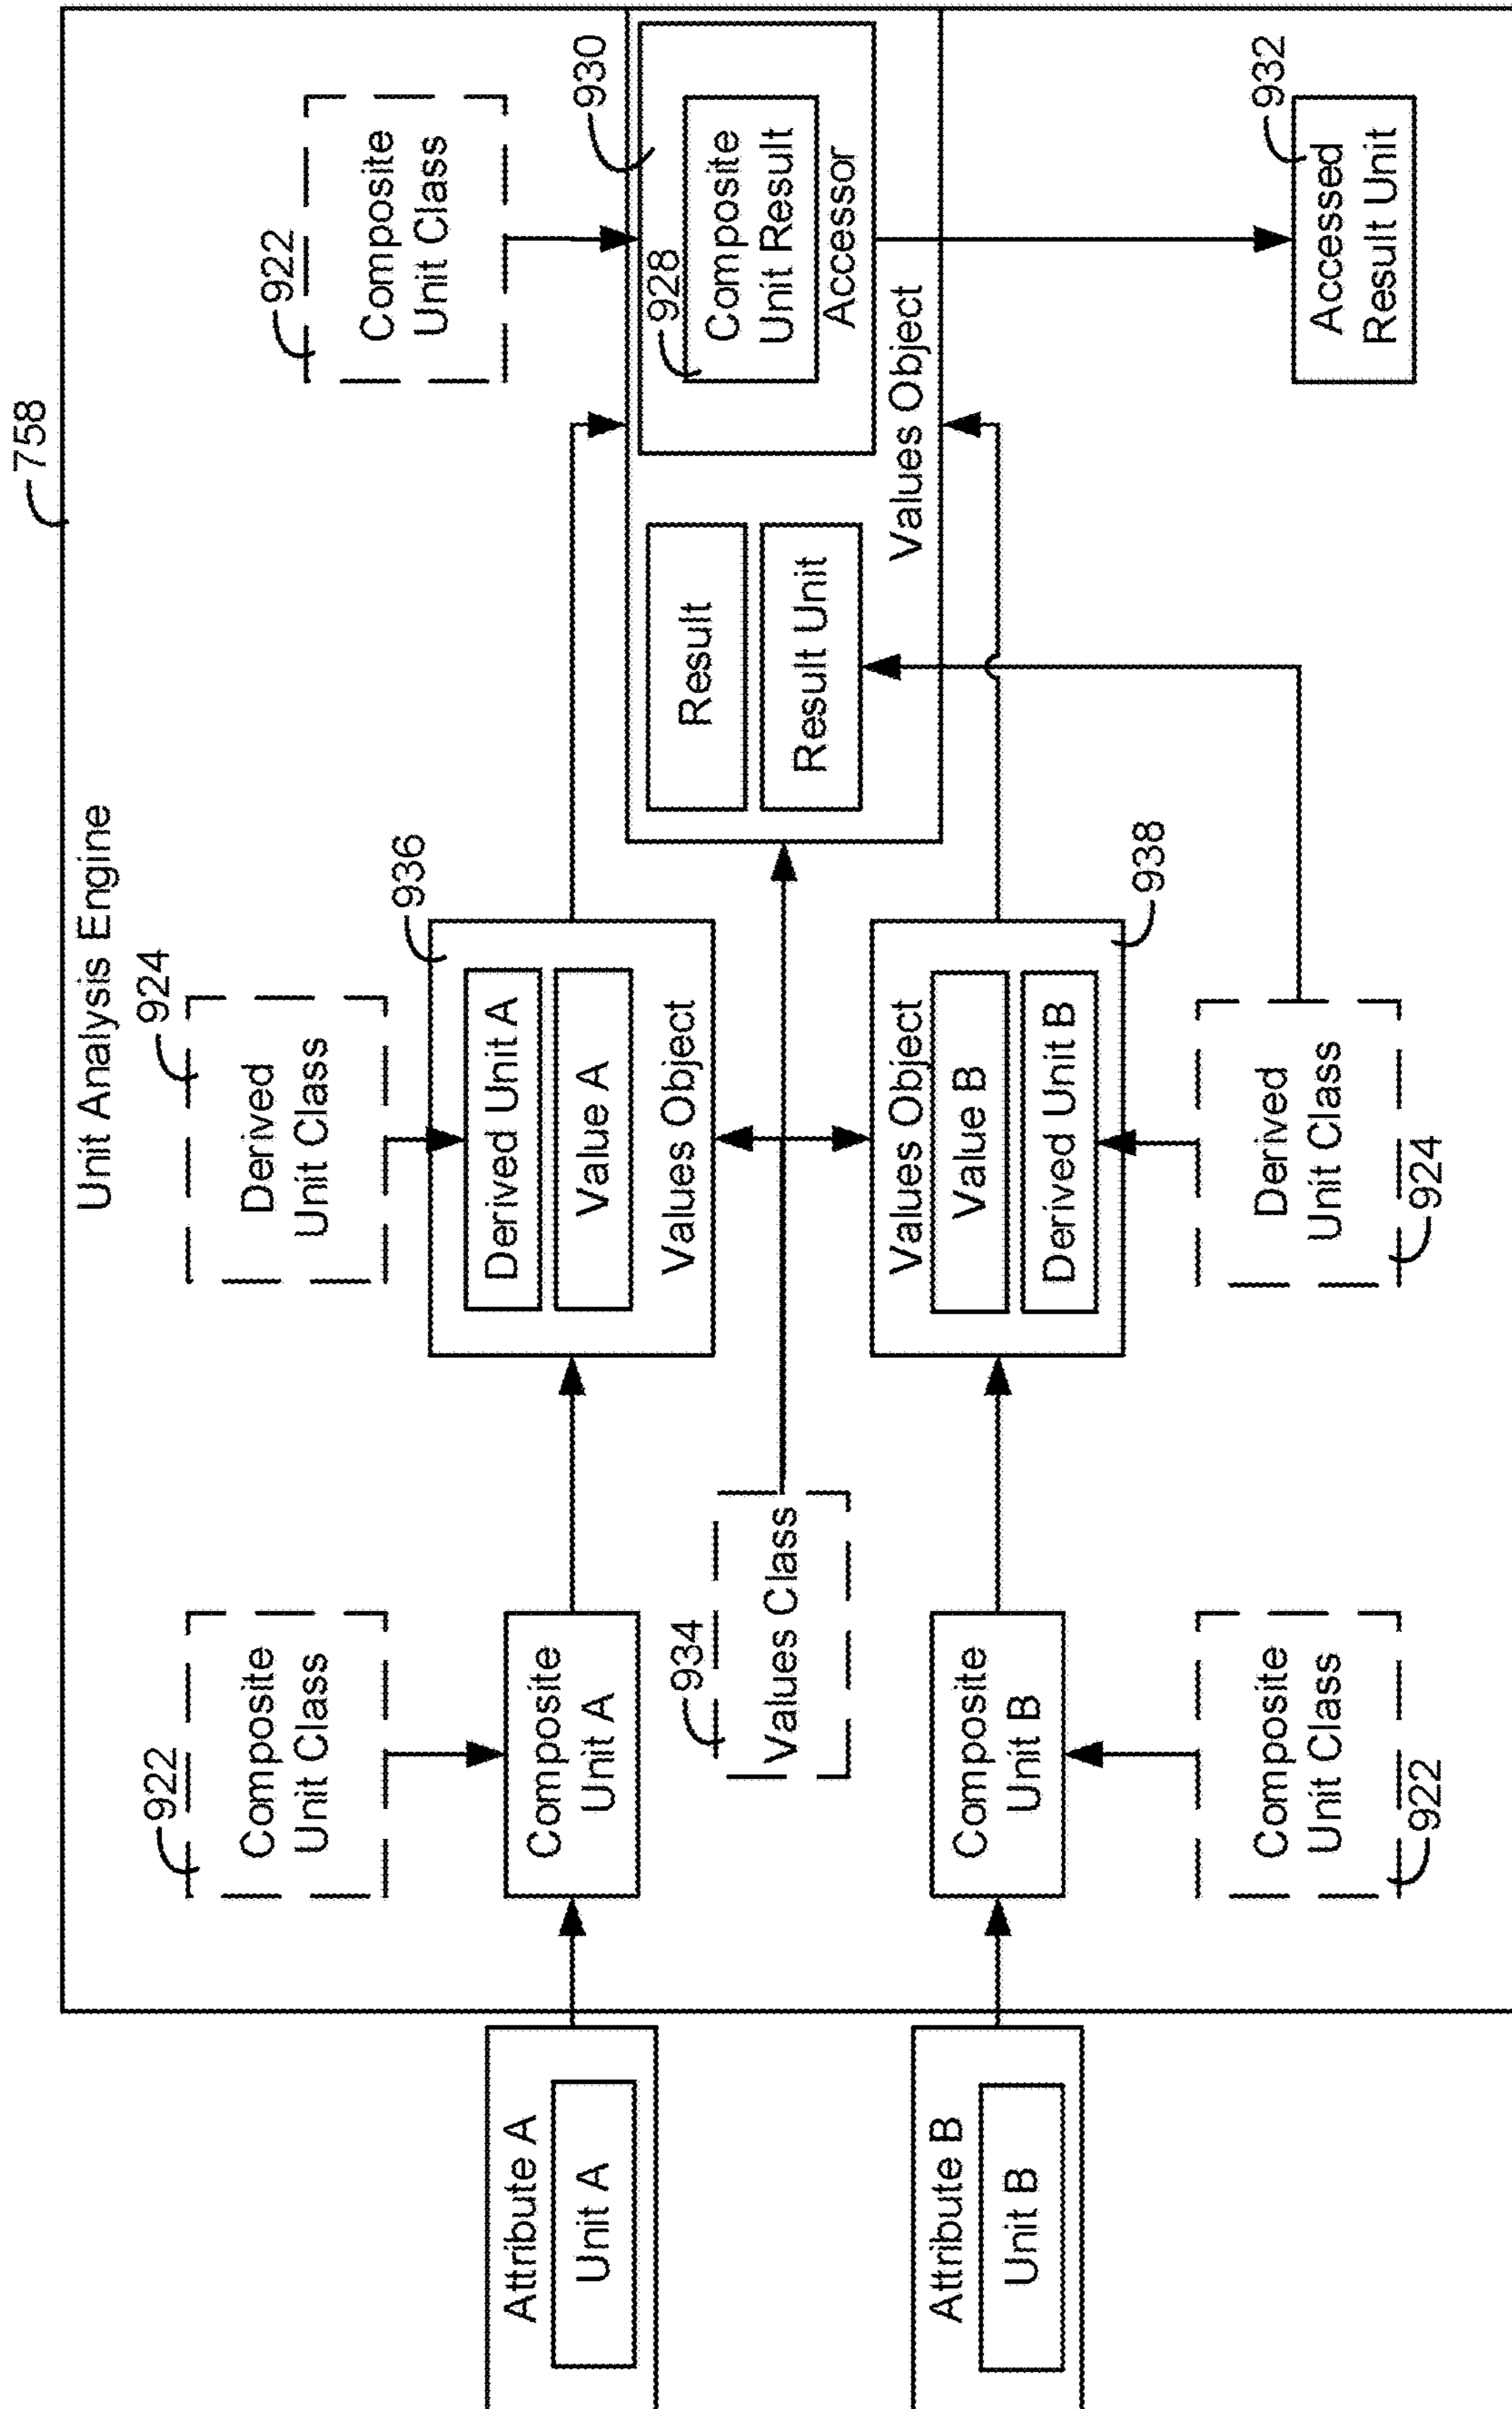 758
Unit Analysis Engine
922
Composite
Unit Class
924
Derived
Unit Class
922
Composite
Unit Class
930
936
Attribute A
Unit A
Composite
Unit A
Derived Unit A
Value A
Values Object
Result
Result Unit
Values Object
928
Composite
Unit Result
Accessor
934
Values Class
Attribute B
Unit B
Composite
Unit B
Values Object
Value B
Derived Unit B
938
Composite
Unit Class
922
Derived
Unit Class
924
932
Accessed
Result Unit